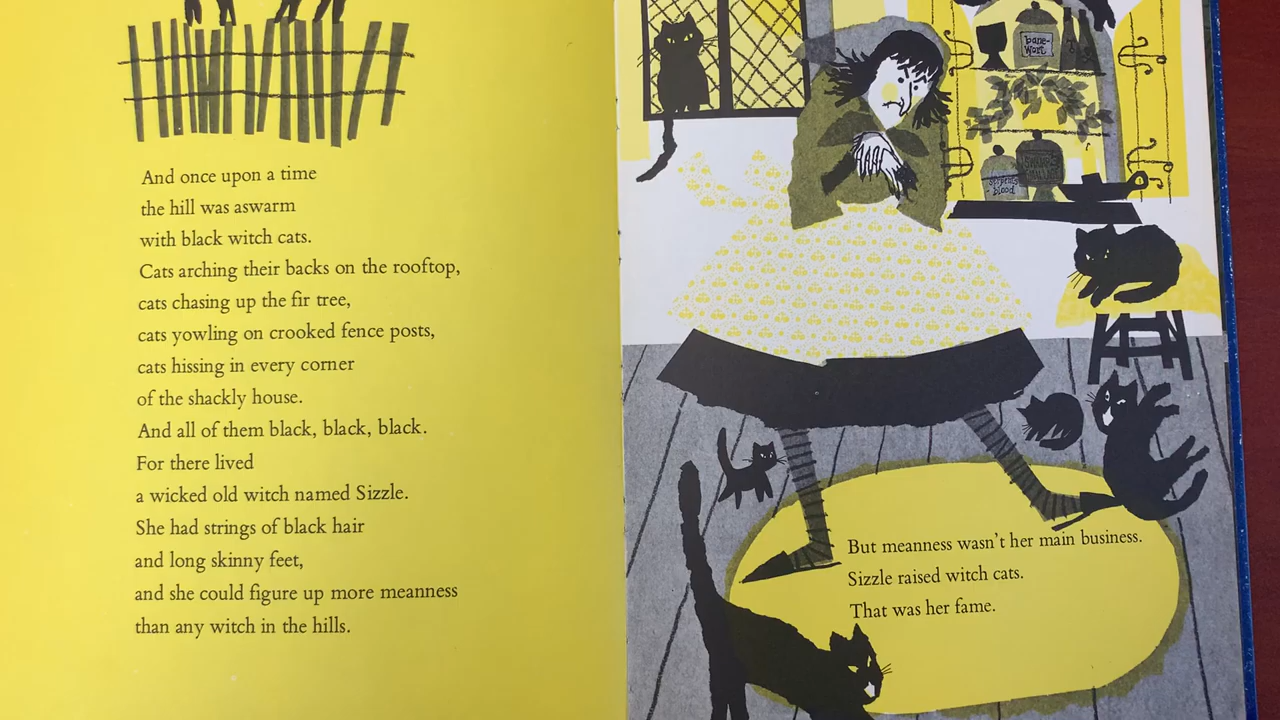 And once upon a time
the hill was aswarm
with black witch cats.
Cats arching their backs on the rooftop,
cats chasing up the fir tree,
cats yowling on crooked fence posts,
cats hissing in every corner
of the shackly house.
And all of them black, black, black.
For there lived
a wicked old witch named Sizzle.
She had strings of black hair
and long skinny feet,
and she could figure up more meanness
than any witch in the hills.
bane-
wort
blood
But meanness wasn't her main business.
Sizzle raised witch cats.
That was her fame.